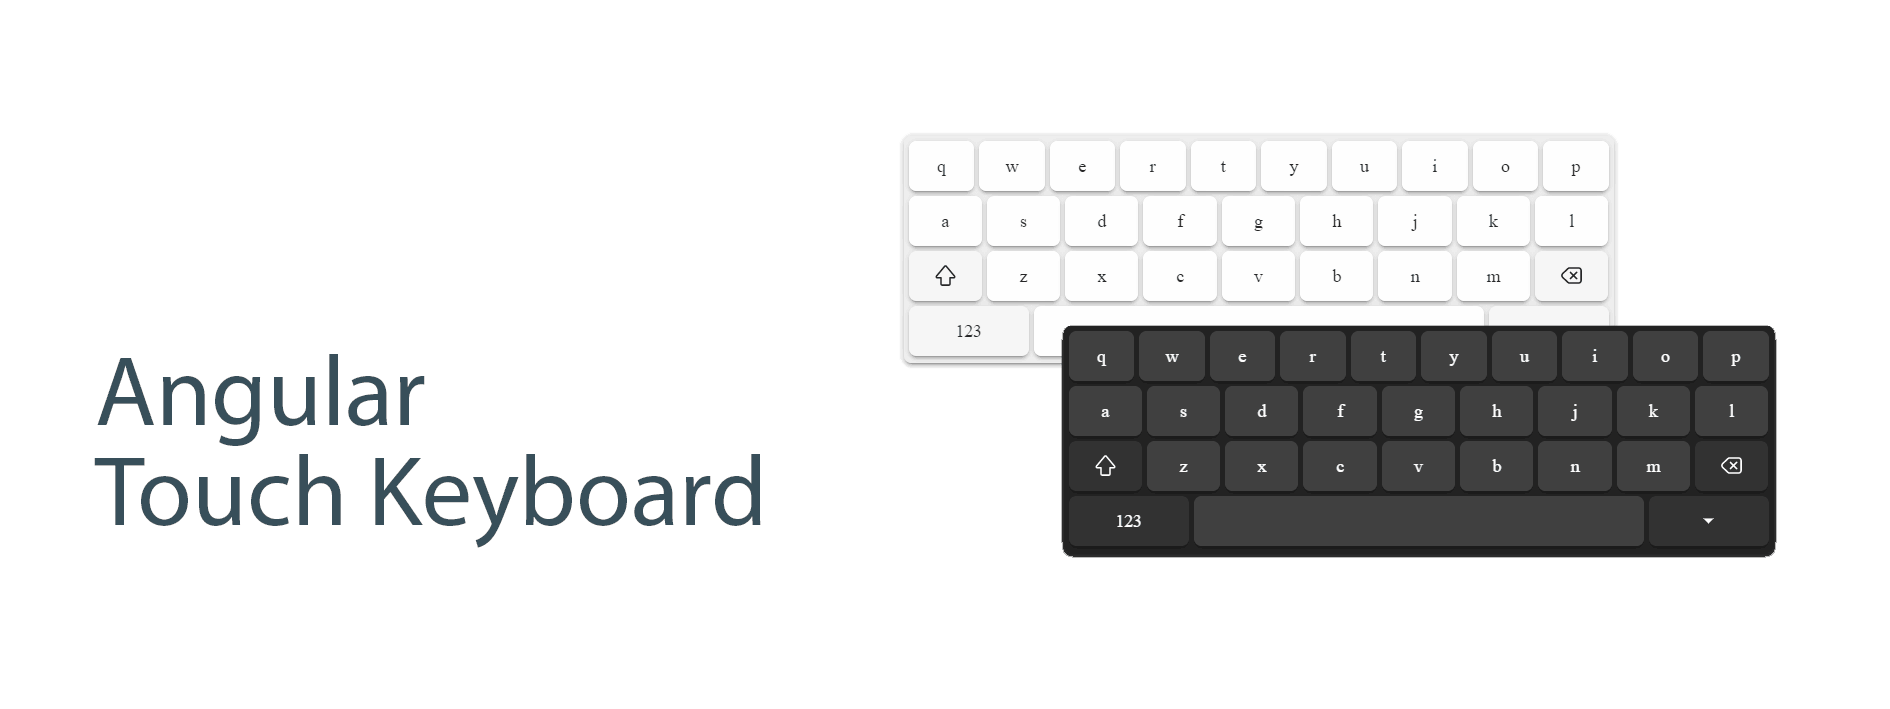 Angular
Touch Keyboard
q w e r t y u i o p
a s d f g h j k l
z x c v b n m
123
q w e r t y u i o p
a s d f g h j k l
z x c v b n m
123